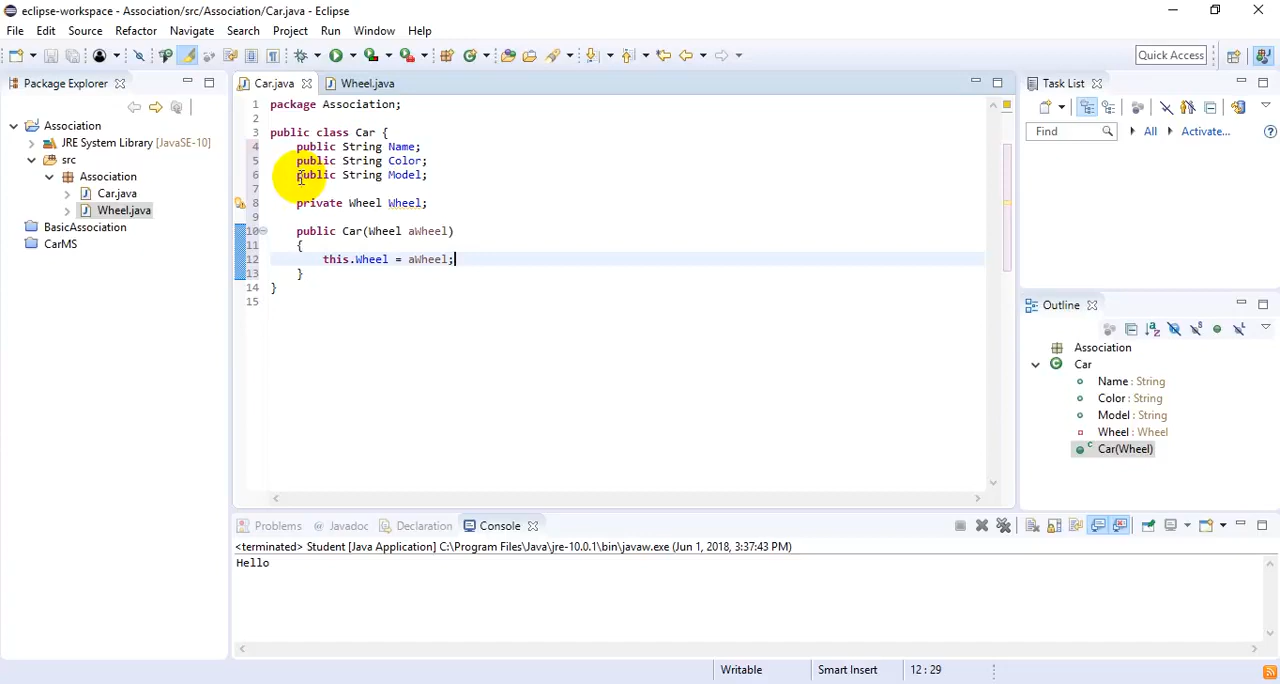 eclipse-workspace - Association/src/Association/Car.java - Eclipse
File Edit Source Refactor Navigate Search Project Run Window Help
Quick Access
Package Explorer
Association
JRE System Library [JavaSE-10]
src
Association
Car.java
Wheel.java
BasicAssociation
CarMS
Car.java Wheel.java
1 package Association;
2
3 public class Car {
4 public String Name;
5 public String Color;
6 public String Model;
7
8 private Wheel Wheel;
9
10 public Car(Wheel aWheel)
11 {
12 this.Wheel = aWheel;
13 }
14 }
15
Task List
Find All Activate...
Outline
Association
Car
Name : String
Color : String
Model : String
Wheel : Wheel
Car(Wheel)
Problems @ Javadoc Declaration Console
<terminated> Student [Java Application] C:\Program Files\Java\jre-10.0.1\bin\javaw.exe (Jun 1, 2018, 3:37:43 PM)
Hello
Writable Smart Insert 12 : 29